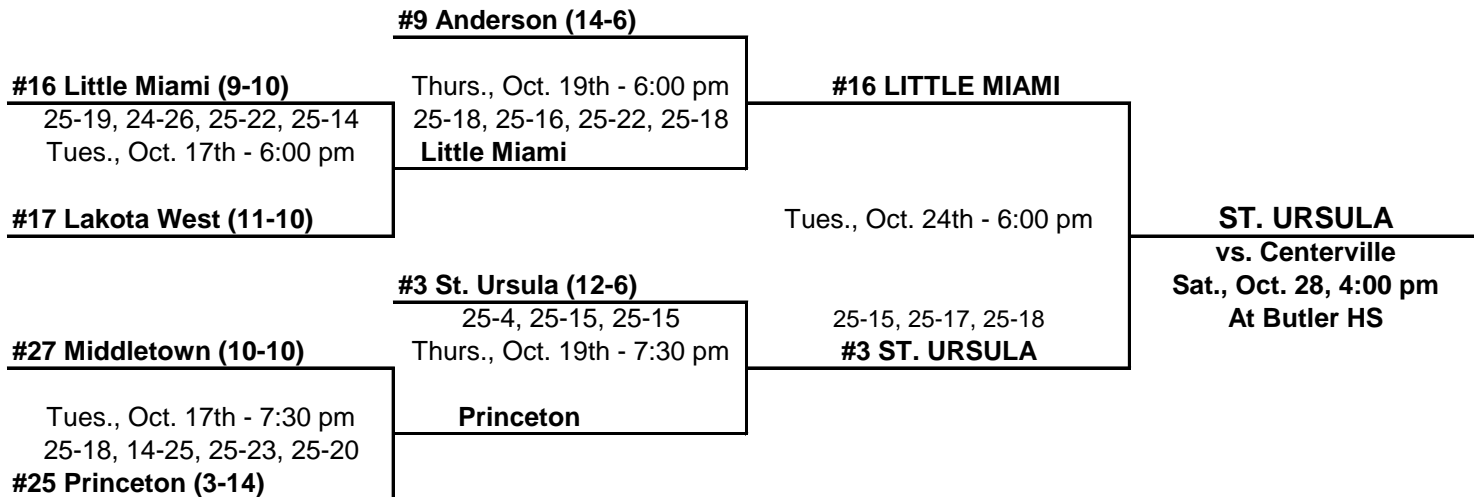 #9 Anderson (14-6)
#16 Little Miami (9-10)
Thurs., Oct. 19th - 6:00 pm
#16 LITTLE MIAMI
25-19, 24-26, 25-22, 25-14
25-18, 25-16, 25-22, 25-18
Tues., Oct. 17th - 6:00 pm
Little Miami
#17 Lakota West (11-10)
Tues., Oct. 24th - 6:00 pm
ST. URSULA
vs. Centerville
#3 St. Ursula (12-6)
Sat., Oct. 28, 4:00 pm
25-4, 25-15, 25-15
25-15, 25-17, 25-18
At Butler HS
#27 Middletown (10-10)
Thurs., Oct. 19th - 7:30 pm
#3 ST. URSULA
Tues., Oct. 17th - 7:30 pm
Princeton
25-18, 14-25, 25-23, 25-20
#25 Princeton (3-14)